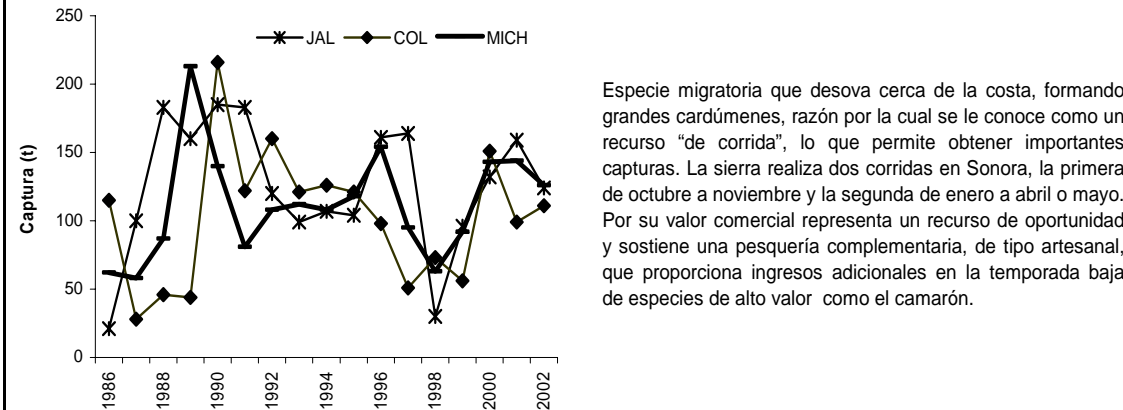 250
200
150
100
50
0
Captura (t)
JAL COL MICH
1986
1988
1990
1992
1994
1996
1998
2000
2002
Especie migratoria que desova cerca de la costa, formando
grandes cardúmenes, razón por la cual se le conoce como un
recurso “de corrida”, lo que permite obtener importantes
capturas. La sierra realiza dos corridas en Sonora, la primera
de octubre a noviembre y la segunda de enero a abril o mayo.
Por su valor comercial representa un recurso de oportunidad
y sostiene una pesquería complementaria, de tipo artesanal,
que proporciona ingresos adicionales en la temporada baja
de especies de alto valor como el camarón.